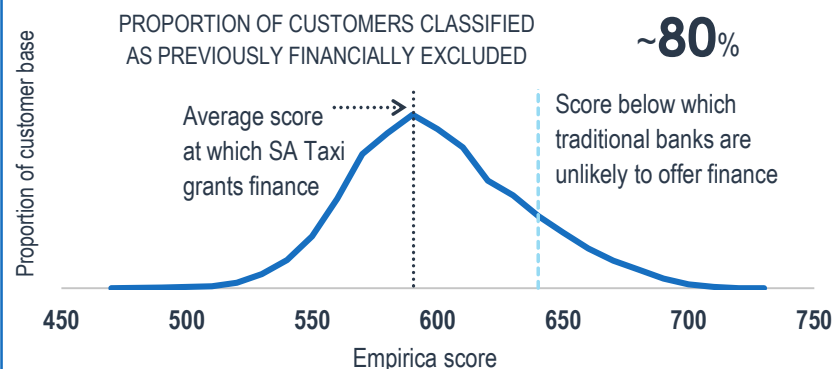 PROPORTION OF CUSTOMERS CLASSIFIED
AS PREVIOUSLY FINANCIALLY EXCLUDED
~80%
Proportion of customer base
Average score
at which SA Taxi
grants finance
Score below which
traditional banks are
unlikely to offer finance
450 500 550 600 650 700 750
Empirica score